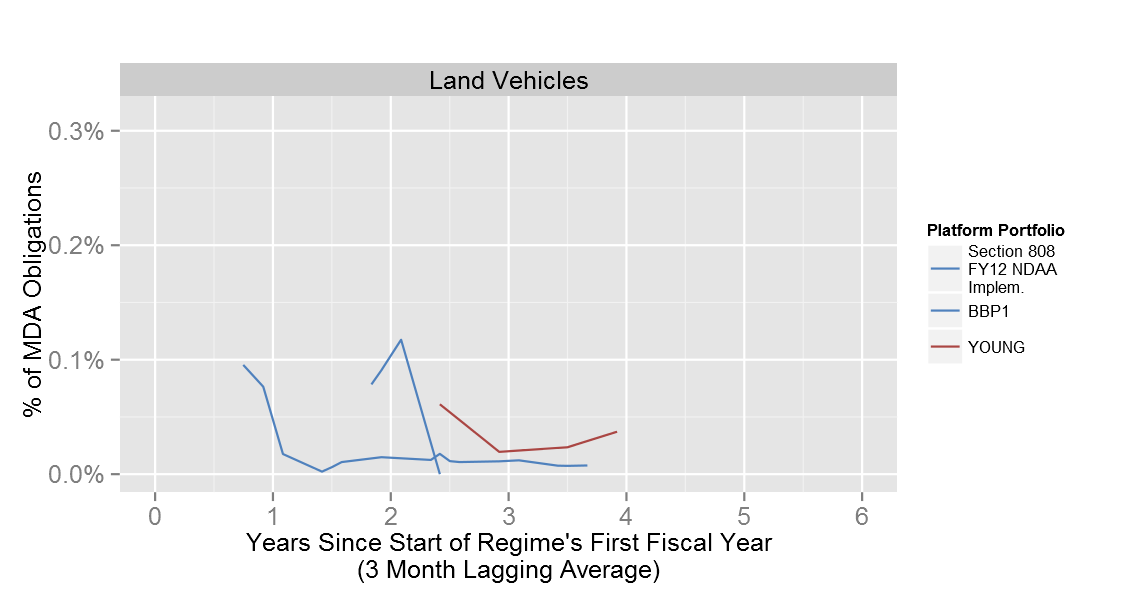 Land Vehicles
% of MDA Obligations
0.3%
0.2%
0.1%
0.0%
0 1 2 3 4 5 6
Years Since Start of Regime's First Fiscal Year
(3 Month Lagging Average)
Platform Portfolio
Section 808
FY12 NDAA
Implem.
BBP1
YOUNG